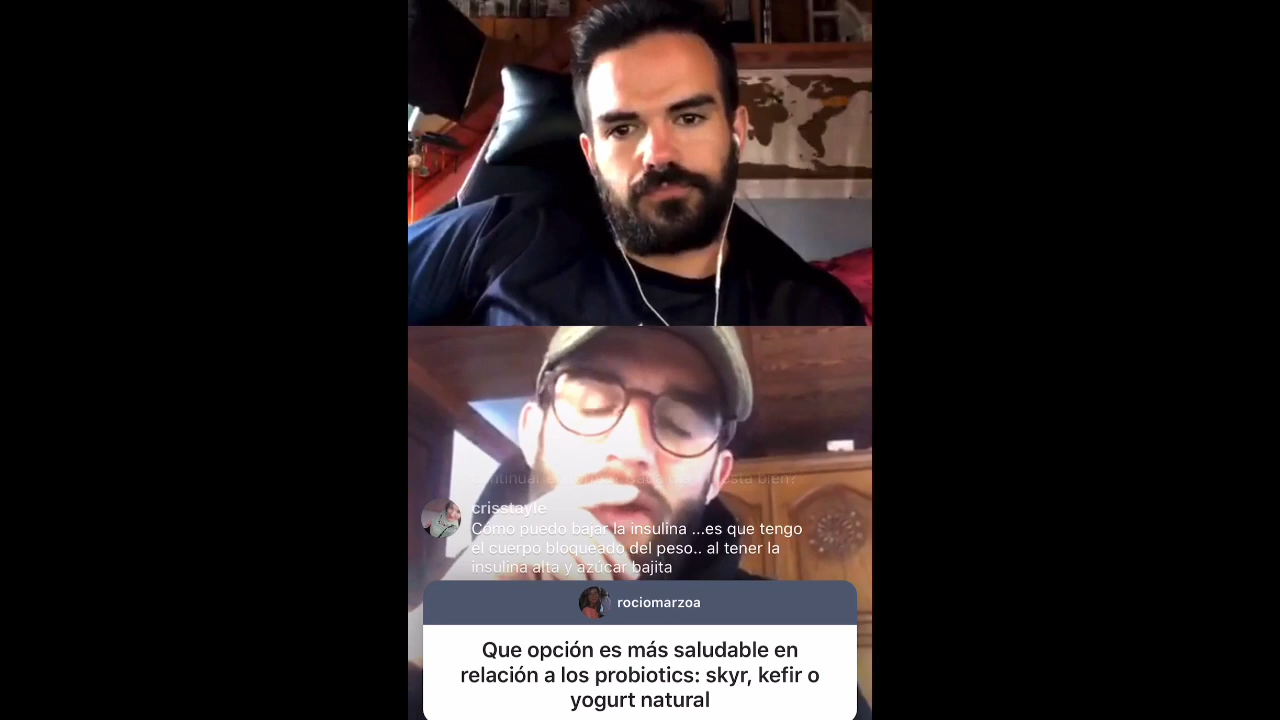 crisstayle
Como puedo bajar la insulina ...es que tengo
el cuerpo bloqueado del peso.. al tener la
insulina alta y azúcar bajita
rociomarzoa
Que opción es más saludable en
relación a los probiotics: skyr, kefir o
yogurt natural